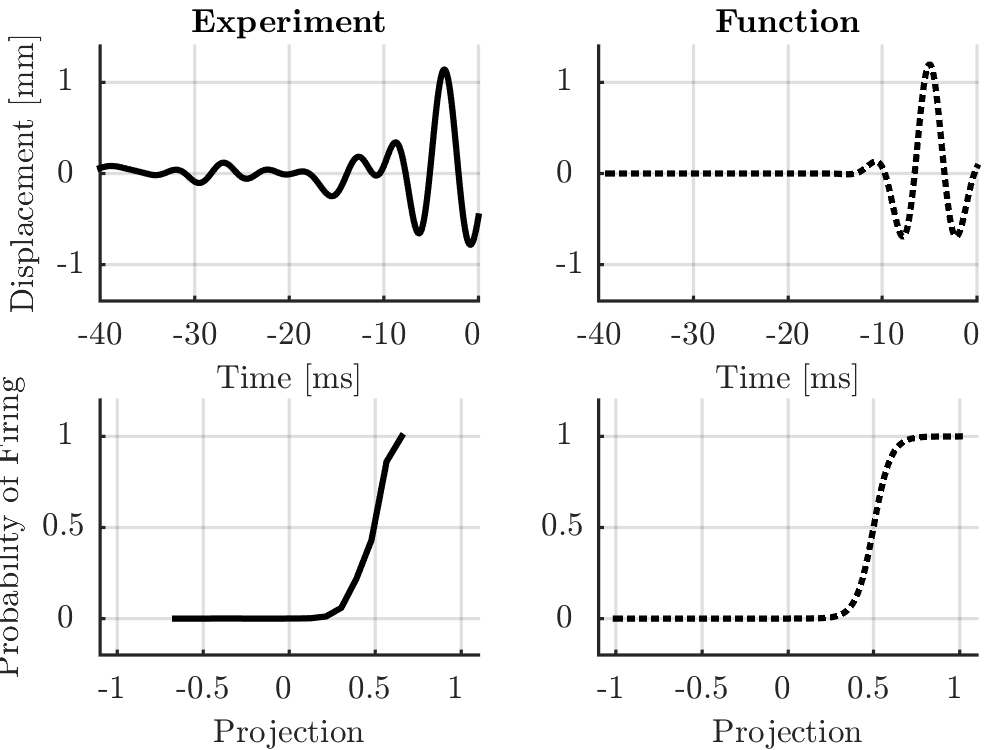 Experiment
Function
Displacement [mm]
1
0
-1
-40 -30 -20 -10 0
Time [ms]
1
0
-1
-40 -30 -20 -10 0
Time [ms]
Probability of Firing
1
0.5
0
-1 -0.5 0 0.5 1
Projection
1
0.5
0
-1 -0.5 0 0.5 1
Projection